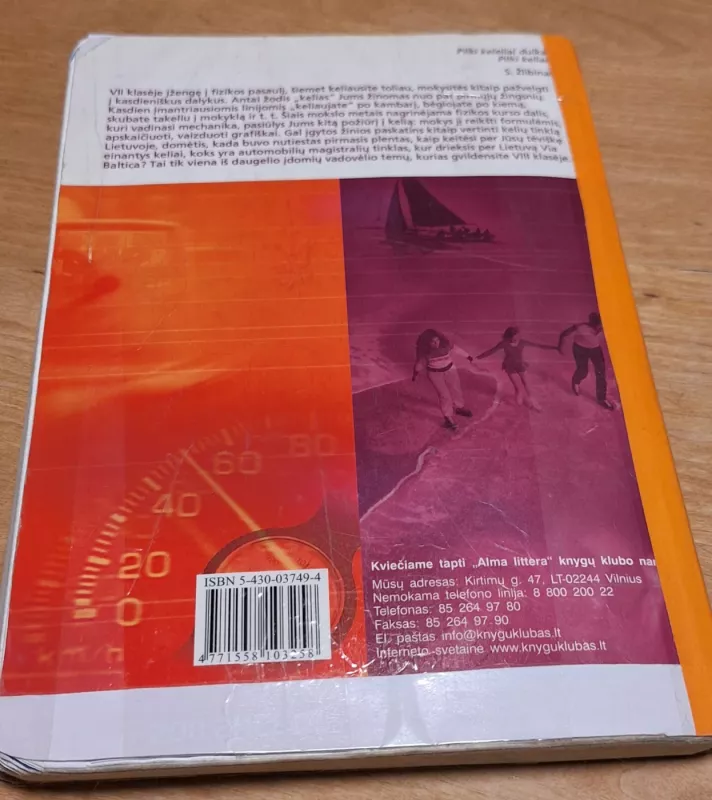 Pilki keleliai dulka
Pilki keliai
S. Žlibina
VII klasėje įžengę į fizikos pasaulį, šiemet keliausite toliau, mokysitės kitaip pažvelgti
į kasdieniškus dalykus. Antai žodis „kelias" Jums žinomas nuo pat pirmųjų žingsnių.
Kasdien įmantriausiomis linijomis „keliaujate" po kambarį, bėgiojate po kiemą,
skubate takeliu į mokyklą ir t. t. Šiais mokslo metais nagrinėjama fizikos kurso dalis,
kuri vadinasi mechanika, pasiūlys Jums kitą požiūrį į kelią: mokys jį reikšti formulėmis,
apskaičiuoti, vaizduoti grafiškai. Gal įgytos žinios paskatins kitaip vertinti kelių tinklą
Lietuvoje, domėtis, kada buvo nutiestas pirmasis plentas, kaip keitėsi per Jūsų tėviškę
einantys keliai, koks yra automobilių magistralių tinklas, kur drieksis per Lietuvą Via
Baltica? Tai tik viena iš daugelio įdomių vadovėlio temų, kurias gvildensite VIII klasėje.
80
60
40
20
0
km/h
ISBN 5-430-03749-4
4 771558 103258
Kviečiame tapti „Alma littera" knygų klubo nar
Mūsų adresas: Kirtimų g. 47, LT-02244 Vilnius
Nemokama telefono linija: 8 800 200 22
Telefonas: 85 264 97 80
Faksas: 85 264 97 90
El. paštas info@knyguklubas.lt
Interneto svetainė www.knyguklubas.lt